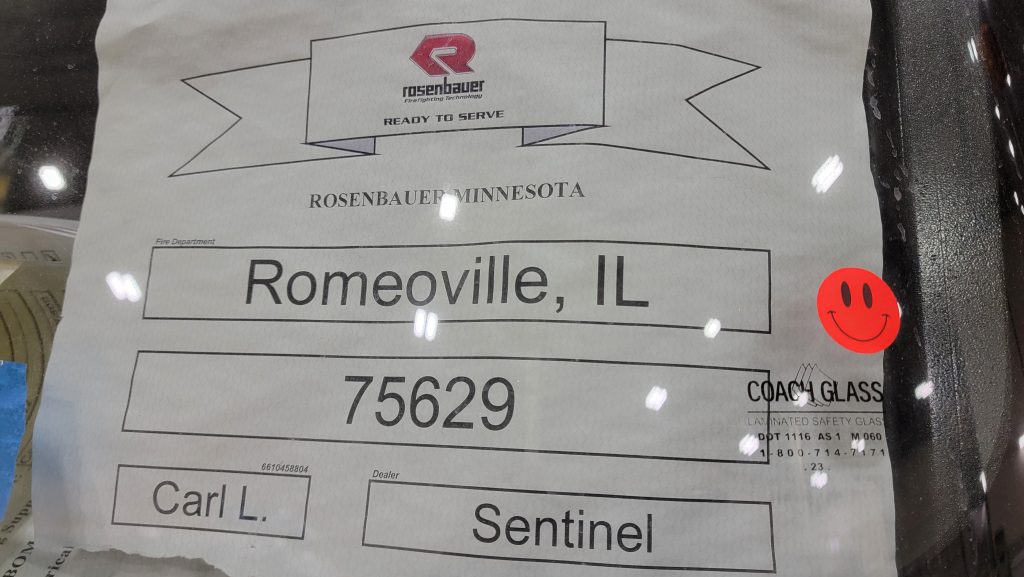 rosenbauer
Firefighting Technology
READY TO SERVE
ROSENBAUER MINNESOTA
Fire Department
Romeoville, IL
75629
COACH GLASS
LAMINATED SAFETY GLASS
DOT 1116 AS 1 M 060
1-800-714-7171
.23.
6610458804
Carl L.
Dealer
Sentinel
BOM